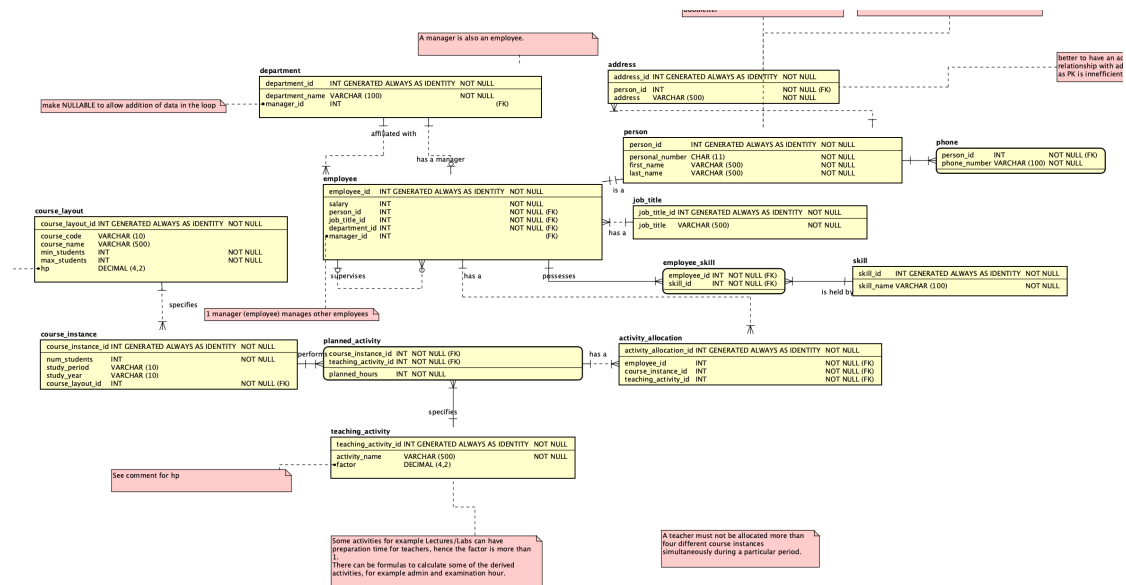 A manager is also an employee.
better to have an ac
relationship with ad
as PK is innefficient
department
department_id INT GENERATED ALWAYS AS IDENTITY NOT NULL
department_name VARCHAR (100) NOT NULL
manager_id INT (FK)
make NULLABLE to allow addition of data in the loop
address
address_id INT GENERATED ALWAYS AS IDENTITY NOT NULL
person_id INT NOT NULL (FK)
address VARCHAR (500) NOT NULL
affiliated with
has a manager
person
person_id INT GENERATED ALWAYS AS IDENTITY NOT NULL
personal_number CHAR (11) NOT NULL
first_name VARCHAR (500) NOT NULL
last_name VARCHAR (500) NOT NULL
phone
person_id INT NOT NULL (FK)
phone_number VARCHAR (100) NOT NULL
is a
employee
employee_id INT GENERATED ALWAYS AS IDENTITY NOT NULL
salary INT NOT NULL
person_id INT NOT NULL (FK)
job_title_id INT NOT NULL (FK)
department_id INT NOT NULL (FK)
manager_id INT (FK)
job_title
job_title_id INT GENERATED ALWAYS AS IDENTITY NOT NULL
job_title VARCHAR (500) NOT NULL
has a
course_layout
course_layout_id INT GENERATED ALWAYS AS IDENTITY NOT NULL
course_code VARCHAR (10)
course_name VARCHAR (500)
min_students INT NOT NULL
max_students INT NOT NULL
hp DECIMAL (4,2)
supervises
has a
possesses
employee_skill
employee_id INT NOT NULL (FK)
skill_id INT NOT NULL (FK)
is held by
skill
skill_id INT GENERATED ALWAYS AS IDENTITY NOT NULL
skill_name VARCHAR (100) NOT NULL
specifies
1 manager (employee) manages other employees
course_instance
course_instance_id INT GENERATED ALWAYS AS IDENTITY NOT NULL
num_students INT NOT NULL
study_period VARCHAR (10)
study_year VARCHAR (10)
course_layout_id INT NOT NULL (FK)
performs
planned_activity
course_instance_id INT NOT NULL (FK)
teaching_activity_id INT NOT NULL (FK)
planned_hours INT NOT NULL
has a
activity_allocation
activity_allocation_id INT GENERATED ALWAYS AS IDENTITY NOT NULL
employee_id INT NOT NULL (FK)
course_instance_id INT NOT NULL (FK)
teaching_activity_id INT NOT NULL (FK)
specifies
teaching_activity
teaching_activity_id INT GENERATED ALWAYS AS IDENTITY NOT NULL
activity_name VARCHAR (500) NOT NULL
factor DECIMAL (4,2)
See comment for hp
Some activities for example Lectures/Labs can have
preparation time for teachers, hence the factor is more than
1.
There can be formulas to calculate some of the derived
activities, for example admin and examination hour.
A teacher must not be allocated more than
four different course instances
simultaneously during a particular period.